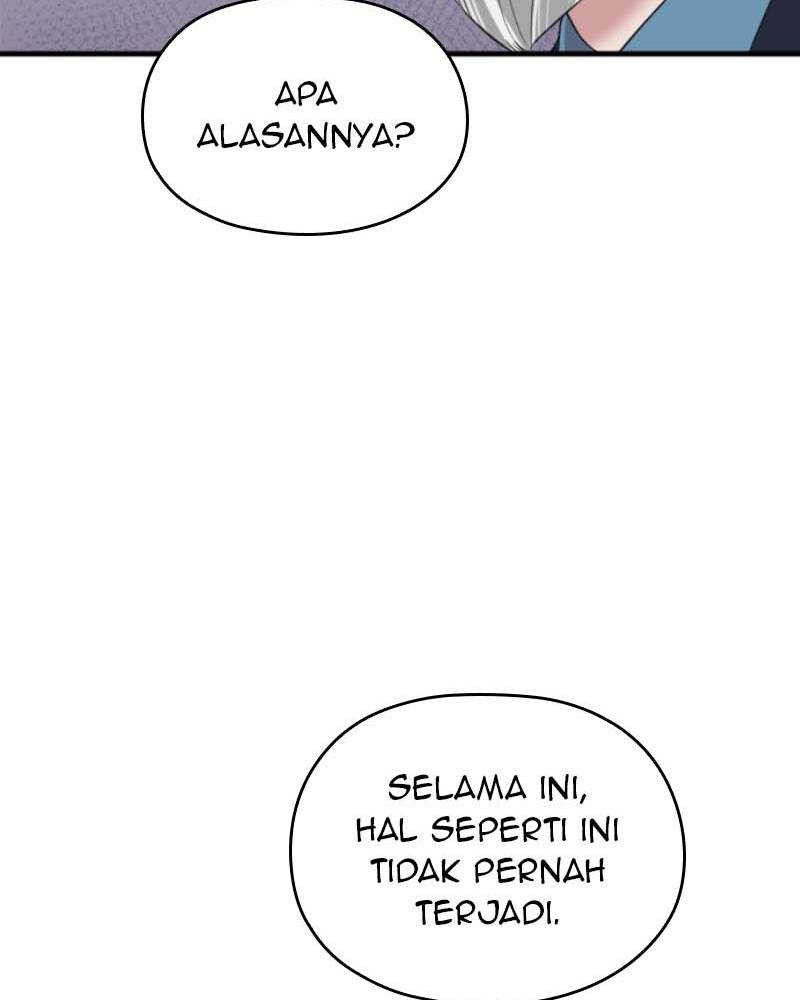 APA
ALASANNYA?
SELAMA INI,
HAL SEPERTI INI
TIDAK PERNAH
TERJADI.